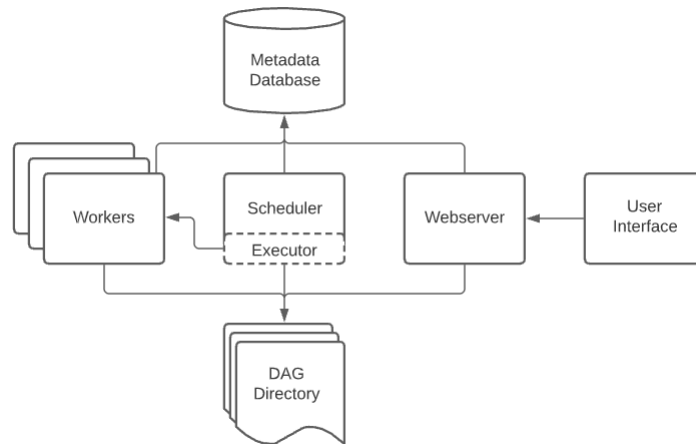 Metadata
Database
Workers
Scheduler
Executor
Webserver
User
Interface
DAG
Directory